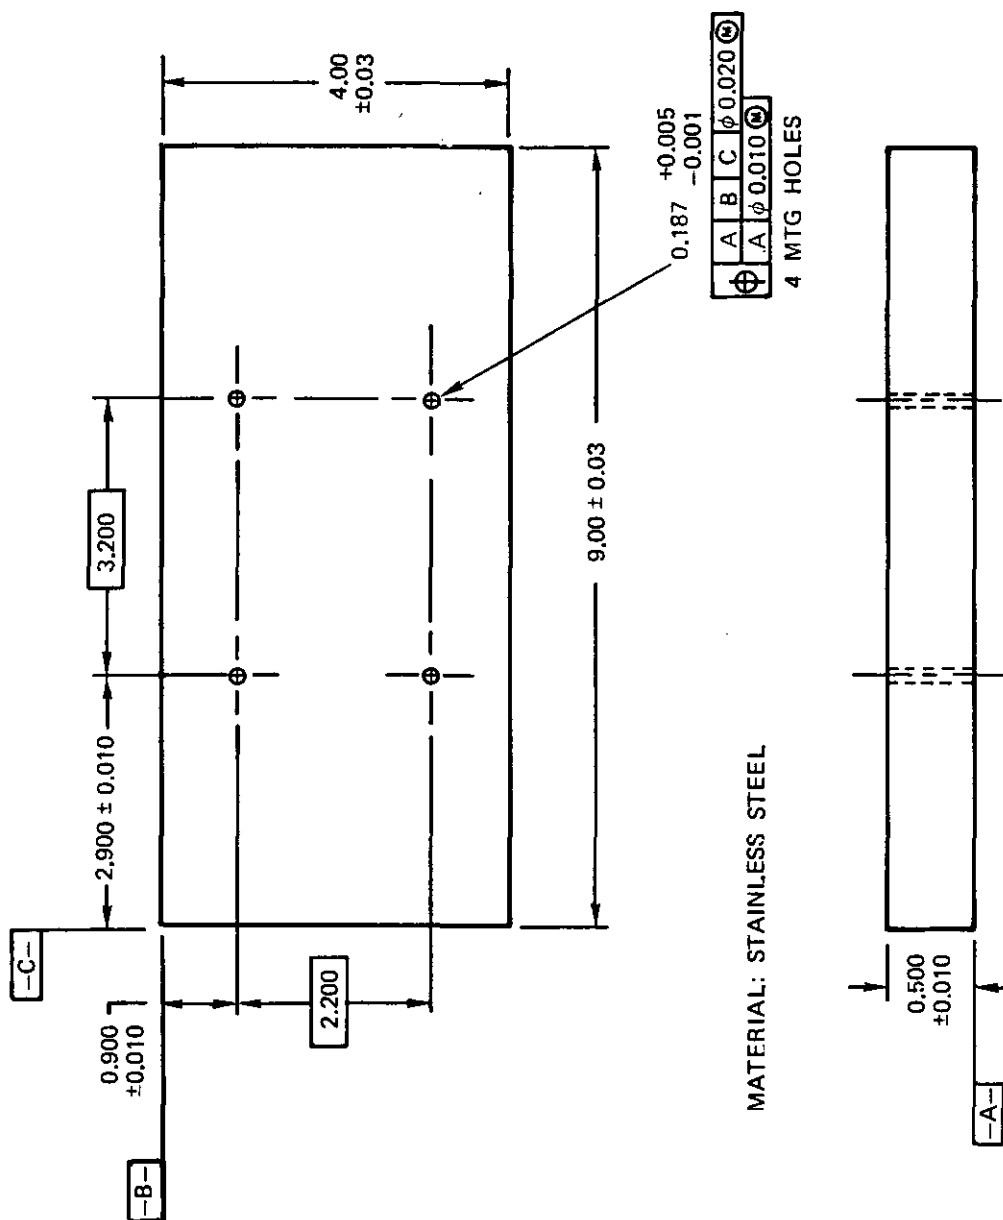 -C-
2.900 ± 0.010
3.200
4.00
±0.03
0.900
±0.010
-B-
2.200
0.187 +0.005
-0.001
⌖ A B C ϕ 0.020 Ⓜ
A ϕ 0.010 Ⓜ
4 MTG HOLES
9.00 ± 0.03
MATERIAL: STAINLESS STEEL
0.500
±0.010
-A-